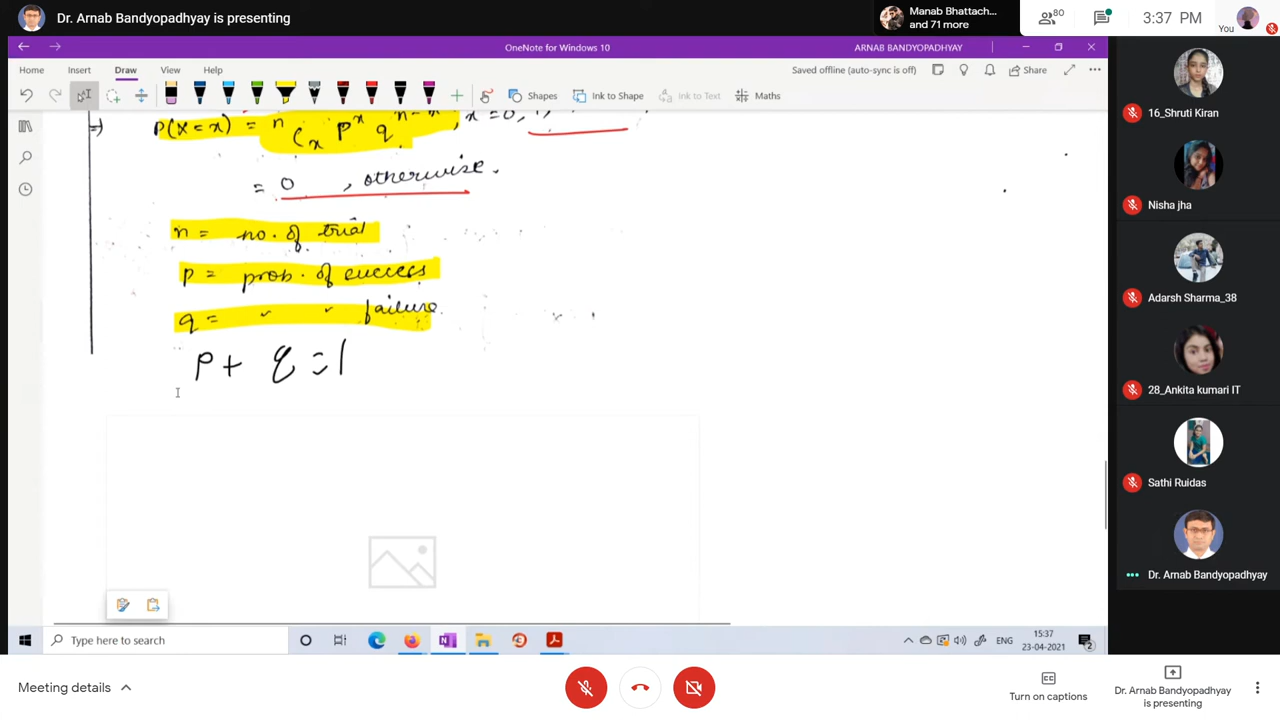 Dr. Arnab Bandyopadhyay is presenting
Manab Bhattach...
and 71 more
80
3:37 PM
You
OneNote for Windows 10
ARNAB BANDYOPADHYAY
Home Insert Draw View Help
Saved offline (auto-sync is off)
Share
Shapes
Ink to Shape
Ink to Text
Maths
=) P(X=x) = n C x p x q n-x , x = 0,
= 0 , otherwise.
n = no. of trial
p = prob. of success
q = " " failure.
p + q = 1
Type here to search
ENG
15:37
23-04-2021
2
16_Shruti Kiran
Nisha jha
Adarsh Sharma_38
28_Ankita kumari IT
Sathi Ruidas
Dr. Arnab Bandyopadhyay
Meeting details
Turn on captions
Dr. Arnab Bandyopadhyay
is presenting